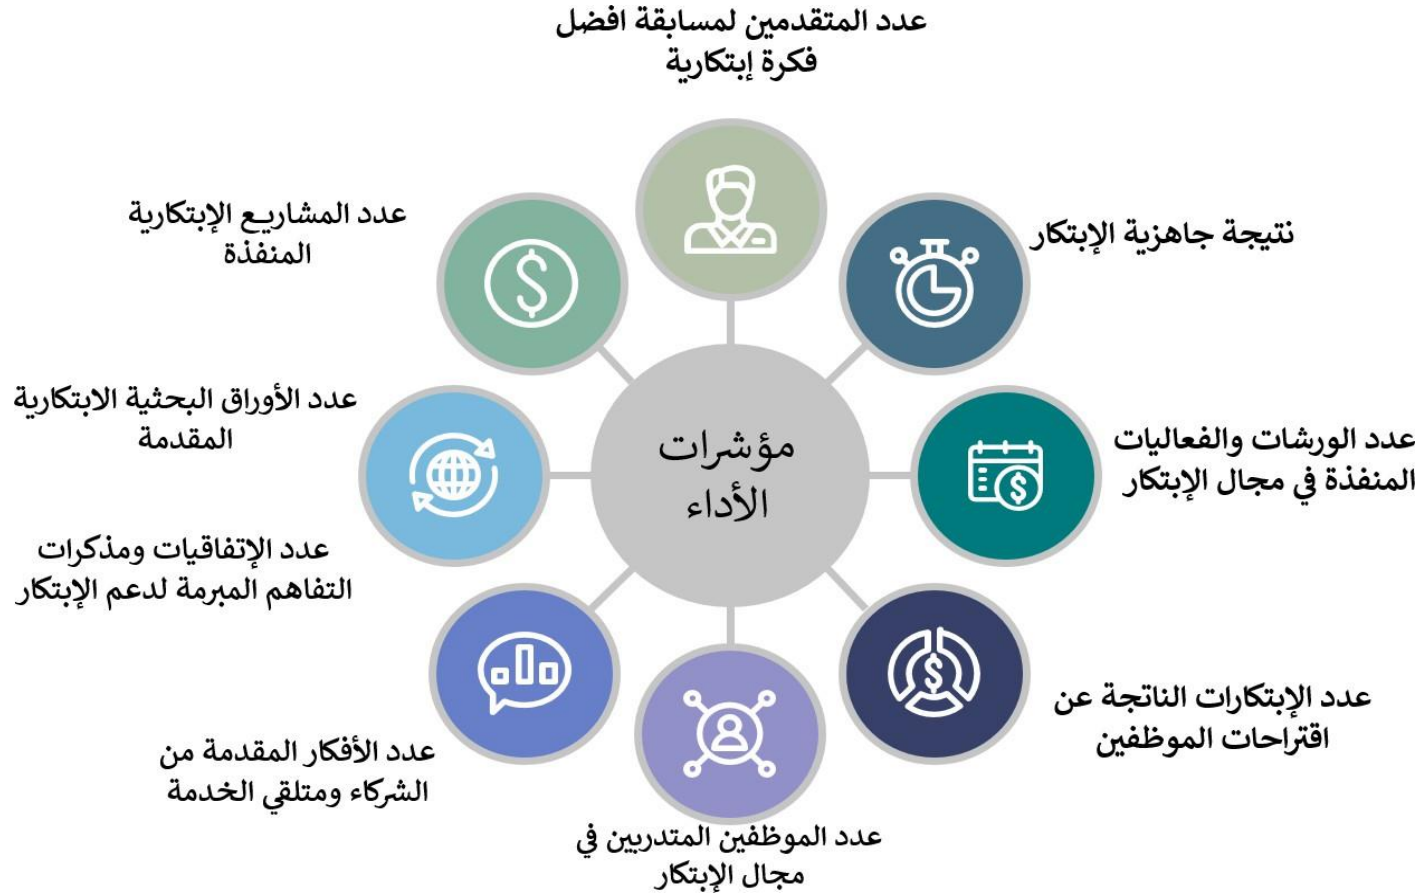 عدد المتقدمين لمسابقة افضل
فكرة إبتكارية
نتيجة جاهزية الإبتكار
عدد المشاريع الإبتكارية
المنفذة
عدد الورشات والفعاليات
المنفذة في مجال الإبتكار
عدد الأوراق البحثية الابتكارية
المقدمة
مؤشرات
الأداء
عدد الإتفاقيات ومذكرات
التفاهم المبرمة لدعم الإبتكار
عدد الإبتكارات الناتجة عن
اقتراحات الموظفين
عدد الأفكار المقدمة من
الشركاء ومتلقي الخدمة
عدد الموظفين المتدربين في
مجال الإبتكار